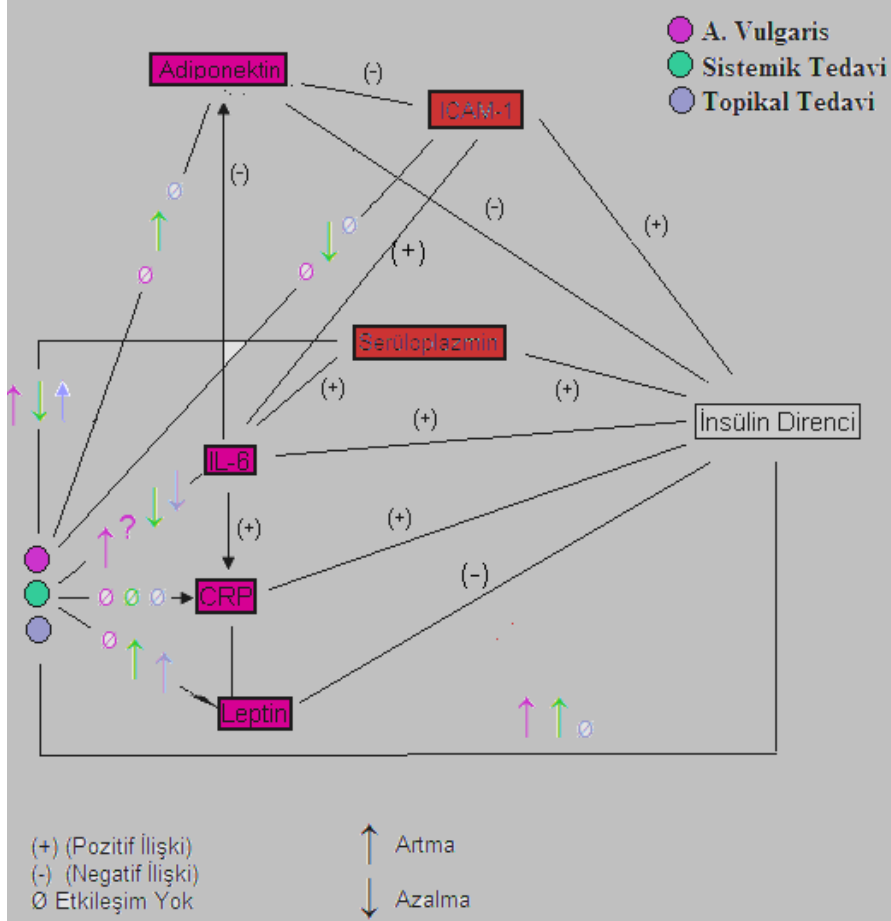 A. Vulgaris
Sistemik Tedavi
Topikal Tedavi
Adiponektin
(-)
ICAM-1
(-)
(-)
(+)
Ø
Ø
Ø
Ø
(+)
Serüloplazmin
(+)
(+)
(+)
İnsülin Direnci
IL-6
?
(+)
(+)
Ø Ø Ø
CRP
(-)
Ø
Leptin
Ø
(+) (Pozitif İlişki)
(-) (Negatif İlişki)
Ø Etkileşim Yok
Artma
Azalma